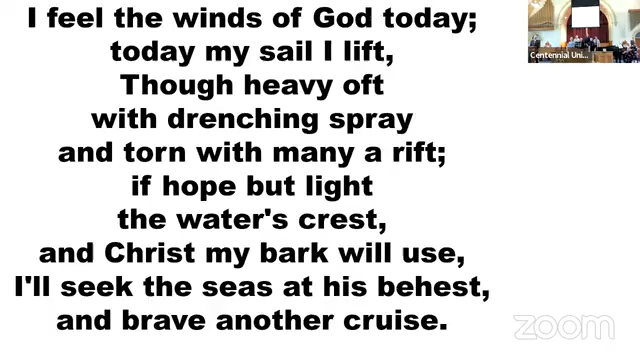 I feel the winds of God today;
today my sail I lift,
Though heavy oft
with drenching spray
and torn with many a rift;
if hope but light
the water's crest,
and Christ my bark will use,
I'll seek the seas at his behest,
and brave another cruise.
Centennial Uni...
zoom